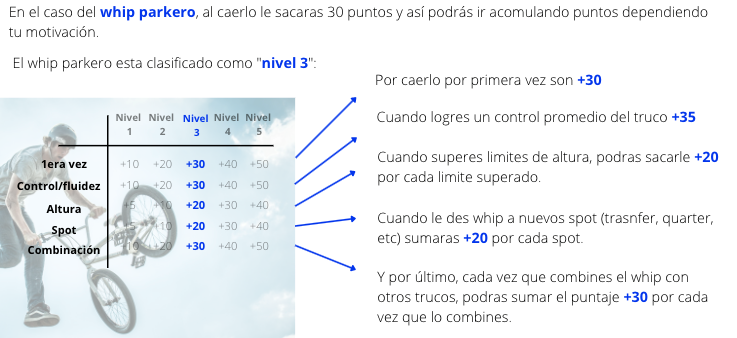 En el caso del whip parkero, al caerlo le sacaras 30 puntos y así podrás ir acomulando puntos dependiendo
tu motivación.
El whip parkero esta clasificado como "nivel 3":
Nivel 1 Nivel 2 Nivel 3 Nivel 4 Nivel 5
1era vez +10 +20 +30 +40 +50
Control/fluidez +10 +20 +30 +40 +50
Altura +5 +10 +20 +30 +40
Spot +5 +10 +20 +30 +40
Combinación +10 +20 +30 +40 +50
Por caerlo por primera vez son +30
Cuando logres un control promedio del truco +35
Cuando superes limites de altura, podras sacarle +20
por cada limite superado.
Cuando le des whip a nuevos spot (trasnfer, quarter,
etc) sumaras +20 por cada spot.
Y por último, cada vez que combines el whip con
otros trucos, podras sumar el puntaje +30 por cada
vez que lo combines.